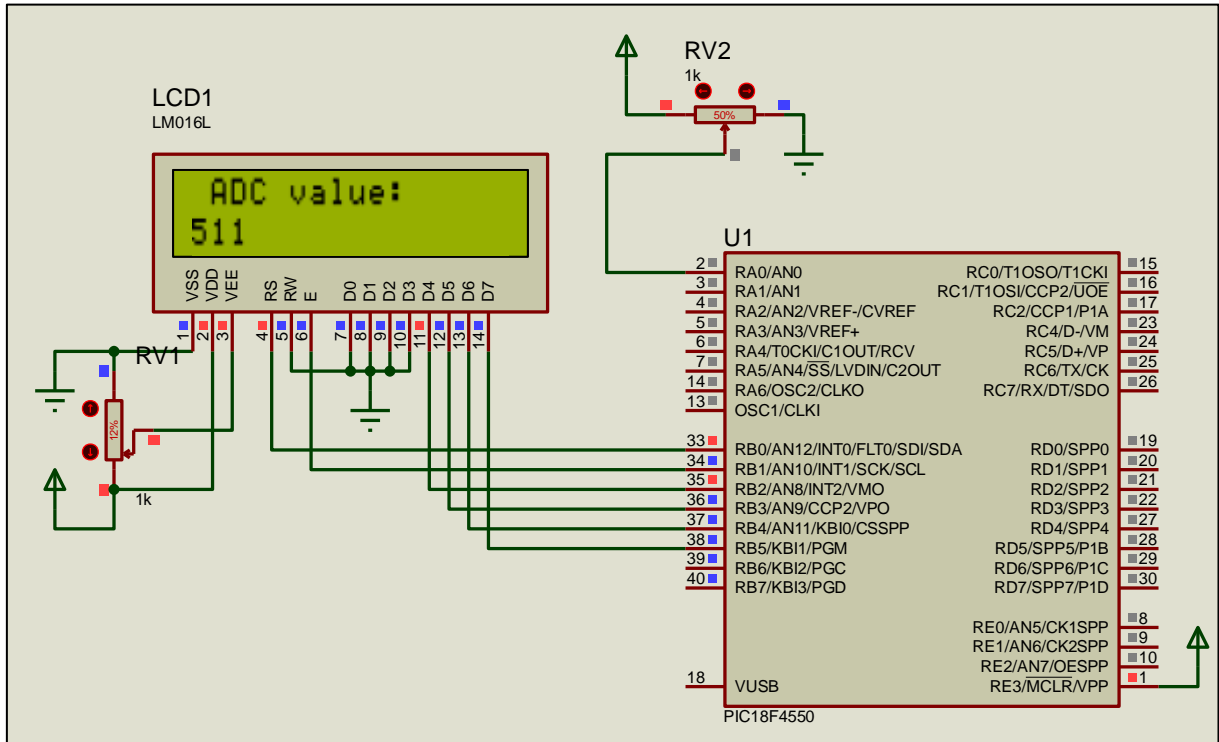 RV2
1k
50%
LCD1
LM016L
ADC value:
511
VSS
VDD
VEE
RS
RW
E
D0
D1
D2
D3
D4
D5
D6
D7
1
2
3
4
5
6
7
8
9
10
11
12
13
14
RV1
12%
1k
U1
2 RA0/AN0 RC0/T1OSO/T1CKI 15
3 RA1/AN1 RC1/T1OSI/CCP2/UOE 16
4 RA2/AN2/VREF-/CVREF RC2/CCP1/P1A 17
5 RA3/AN3/VREF+ RC4/D-/VM 23
6 RA4/T0CKI/C1OUT/RCV RC5/D+/VP 24
7 RA5/AN4/SS/LVDIN/C2OUT RC6/TX/CK 25
14 RA6/OSC2/CLKO RC7/RX/DT/SDO 26
13 OSC1/CLKI
33 RB0/AN12/INT0/FLT0/SDI/SDA RD0/SPP0 19
34 RB1/AN10/INT1/SCK/SCL RD1/SPP1 20
35 RB2/AN8/INT2/VMO RD2/SPP2 21
36 RB3/AN9/CCP2/VPO RD3/SPP3 22
37 RB4/AN11/KBI0/CSSPP RD4/SPP4 27
38 RB5/KBI1/PGM RD5/SPP5/P1B 28
39 RB6/KBI2/PGC RD6/SPP6/P1C 29
40 RB7/KBI3/PGD RD7/SPP7/P1D 30
RE0/AN5/CK1SPP 8
RE1/AN6/CK2SPP 9
RE2/AN7/OESPP 10
18 VUSB RE3/MCLR/VPP 1
PIC18F4550